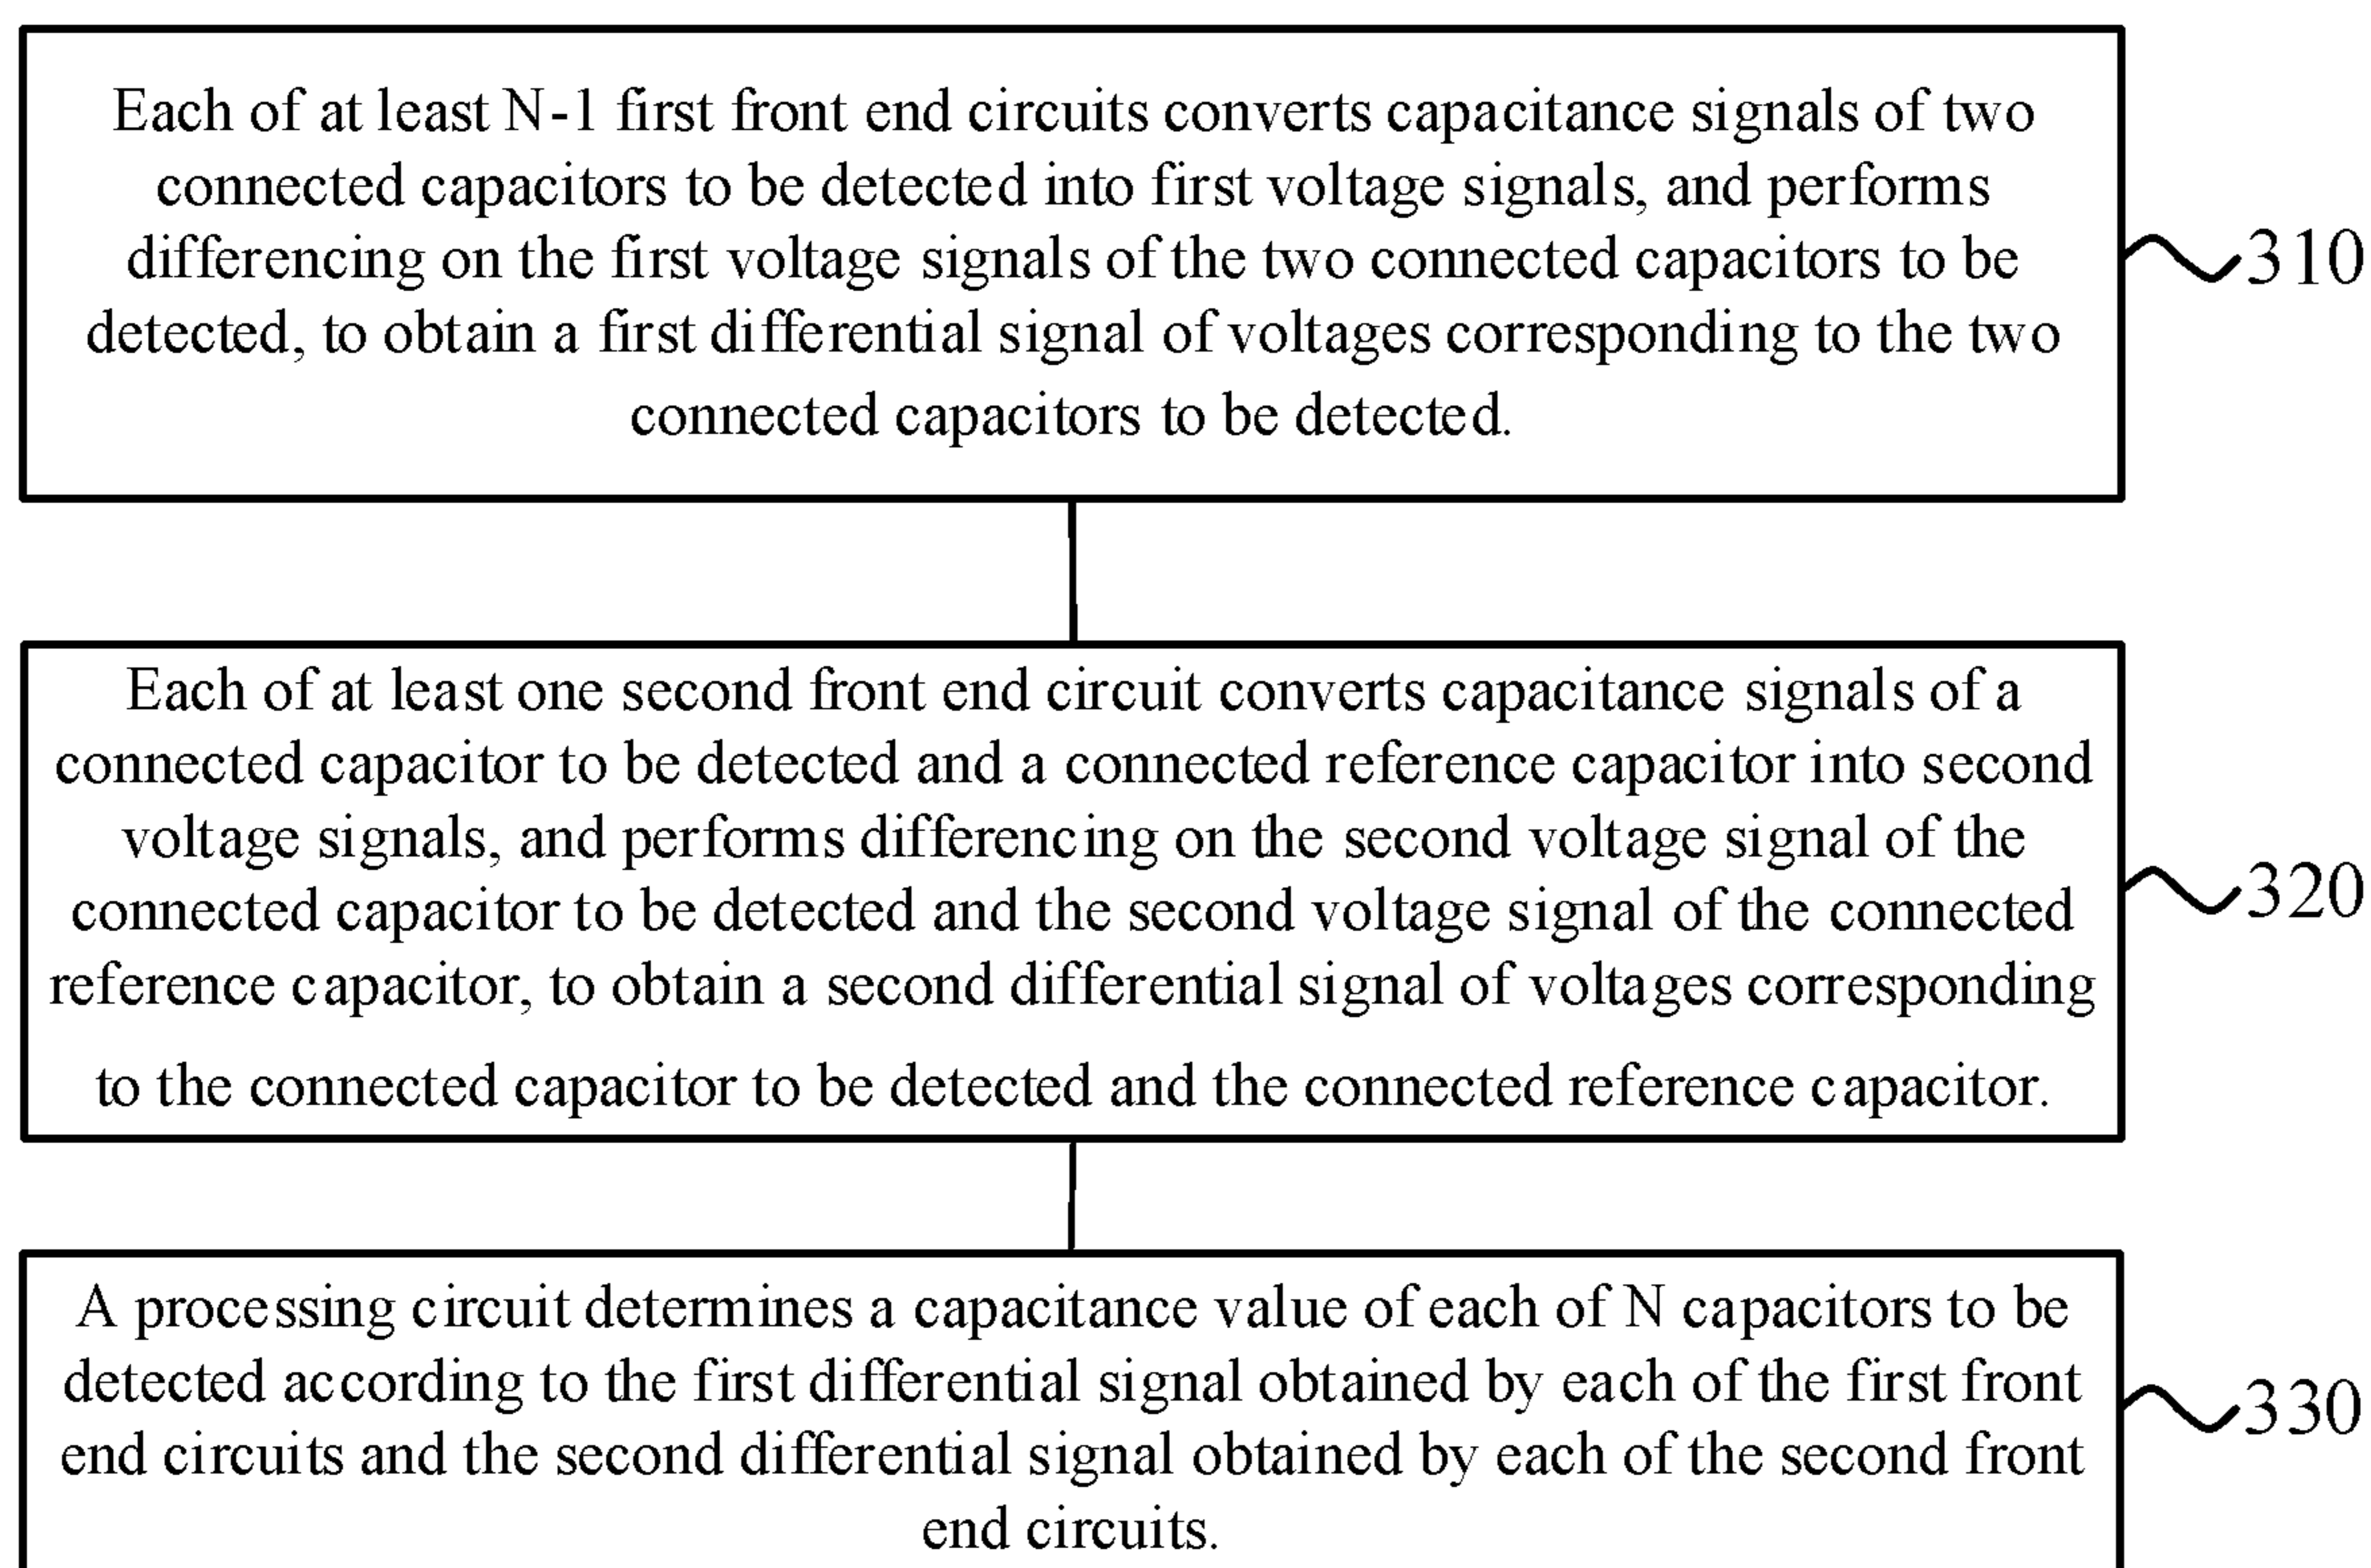 Each of at least N-1 first front end circuits converts capacitance signals of two
connected capacitors to be detected into first voltage signals, and performs
differencing on the first voltage signals of the two connected capacitors to be
detected, to obtain a first differential signal of voltages corresponding to the two
connected capacitors to be detected.
310
Each of at least one second front end circuit converts capacitance signals of a
connected capacitor to be detected and a connected reference capacitor into second
voltage signals, and performs differencing on the second voltage signal of the
connected capacitor to be detected and the second voltage signal of the connected
reference capacitor, to obtain a second differential signal of voltages corresponding
to the connected capacitor to be detected and the connected reference capacitor.
320
A processing circuit determines a capacitance value of each of N capacitors to be
detected according to the first differential signal obtained by each of the first front
end circuits and the second differential signal obtained by each of the second front
end circuits.
330